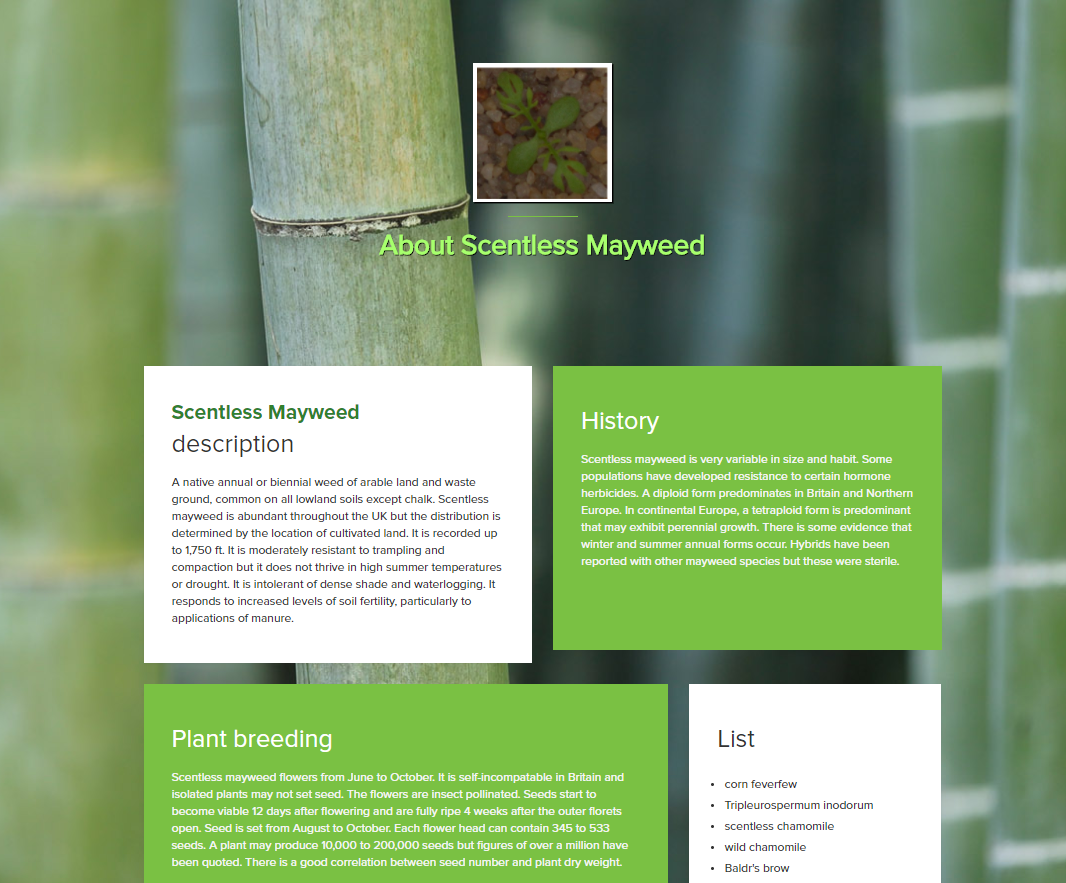 About Scentless Mayweed
Scentless Mayweed
description
A native annual or biennial weed of arable land and waste
ground, common on all lowland soils except chalk. Scentless
mayweed is abundant throughout the UK but the distribution is
determined by the location of cultivated land. It is recorded up
to 1,750 ft. It is moderately resistant to trampling and
compaction but it does not thrive in high summer temperatures
or drought. It is intolerant of dense shade and waterlogging. It
responds to increased levels of soil fertility, particularly to
applications of manure.
History
Scentless mayweed is very variable in size and habit. Some
populations have developed resistance to certain hormone
herbicides. A diploid form predominates in Britain and Northern
Europe. In continental Europe, a tetraploid form is predominant
that may exhibit perennial growth. There is some evidence that
winter and summer annual forms occur. Hybrids have been
reported with other mayweed species but these were sterile.
Plant breeding
Scentless mayweed flowers from June to October. It is self-incompatable in Britain and
isolated plants may not set seed. The flowers are insect pollinated. Seeds start to
become viable 12 days after flowering and are fully ripe 4 weeks after the outer florets
open. Seed is set from August to October. Each flower head can contain 345 to 533
seeds. A plant may produce 10,000 to 200,000 seeds but figures of over a million have
been quoted. There is a good correlation between seed number and plant dry weight.
List
• corn feverfew
• Tripleurospermum inodorum
• scentless chamomile
• wild chamomile
• Baldr's brow